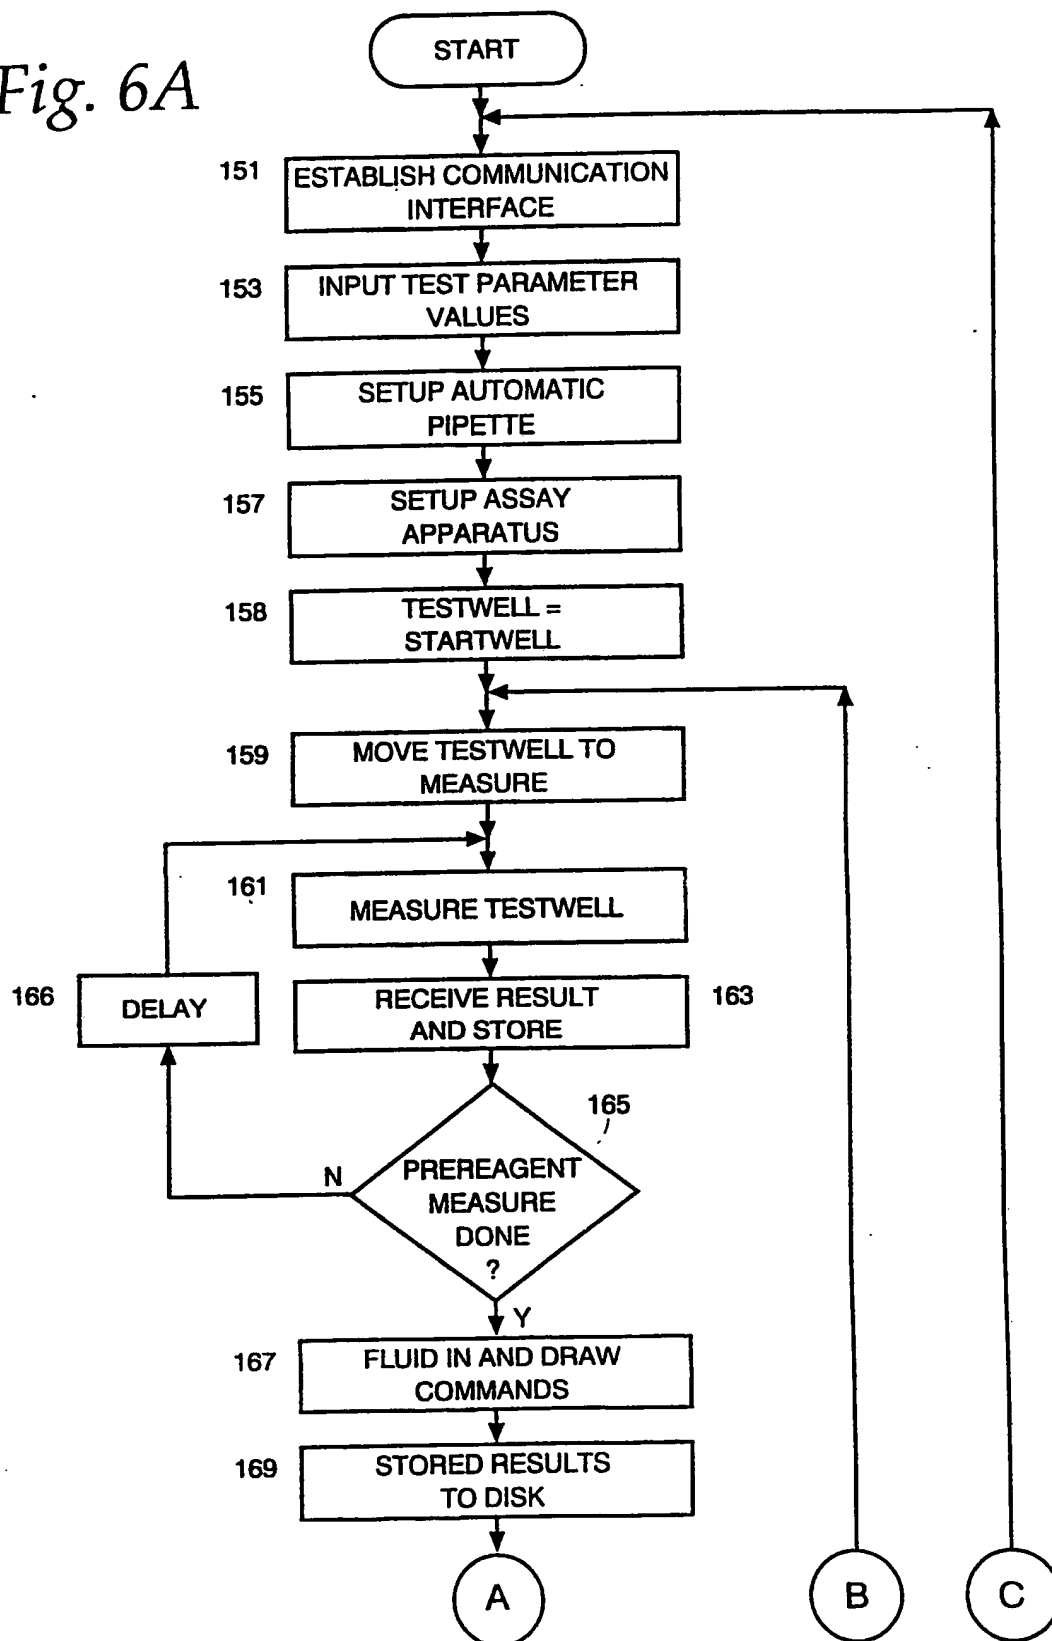 Fig. 6A
START
151
ESTABLISH COMMUNICATION
INTERFACE
153
INPUT TEST PARAMETER
VALUES
155
SETUP AUTOMATIC
PIPETTE
157
SETUP ASSAY
APPARATUS
158
TESTWELL =
STARTWELL
159
MOVE TESTWELL TO
MEASURE
161
MEASURE TESTWELL
166
DELAY
RECEIVE RESULT
AND STORE
163
165
N
PREREAGENT
MEASURE
DONE
?
Y
167
FLUID IN AND DRAW
COMMANDS
169
STORED RESULTS
TO DISK
A
B
C